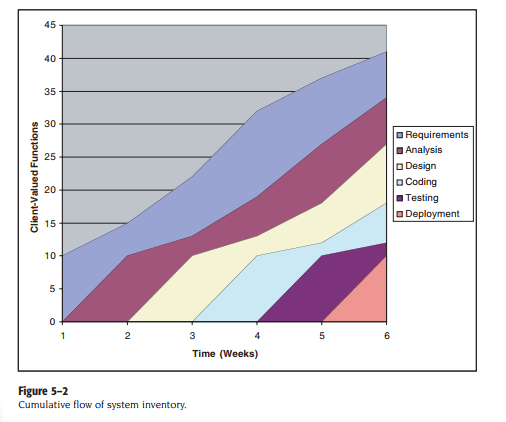 45
40
35
30
25
20
15
10
5
0
Client-Valued Functions
1 2 3 4 5 6
Time (Weeks)
Requirements
Analysis
Design
Coding
Testing
Deployment
Figure 5–2
Cumulative flow of system inventory.